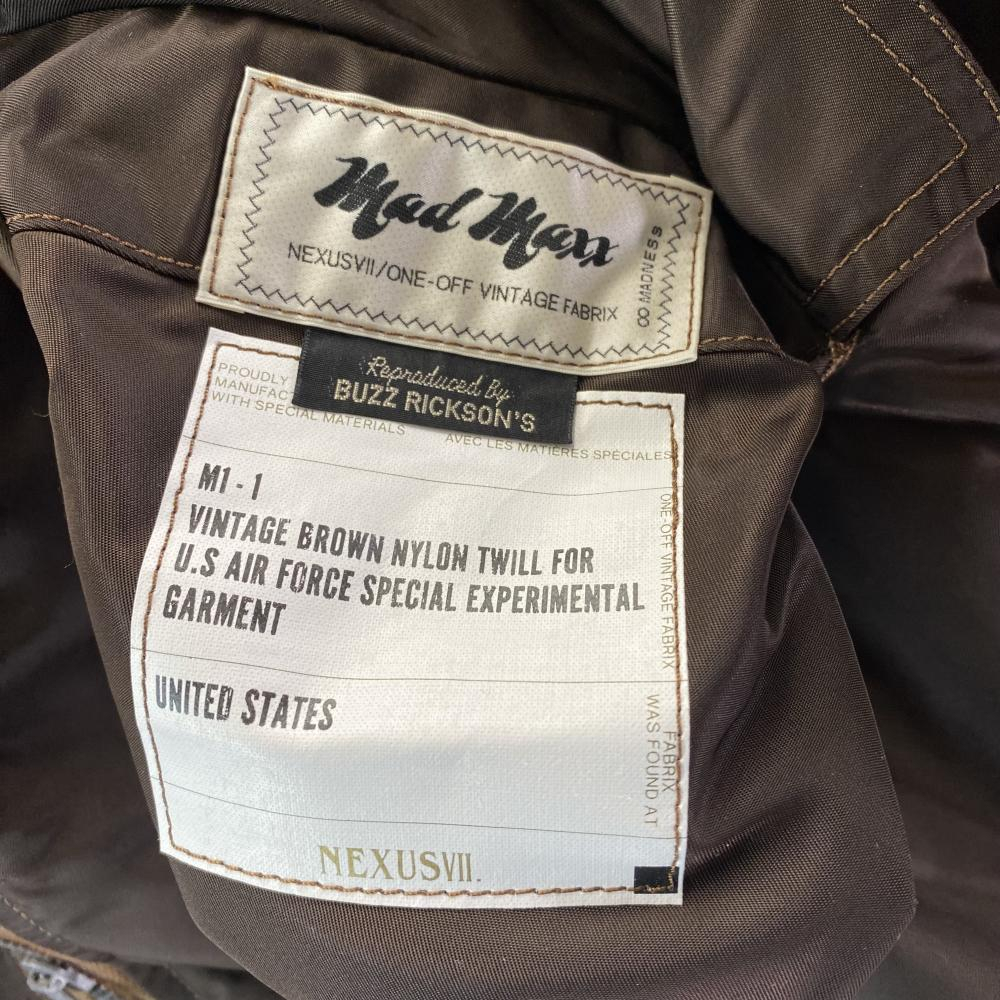 Mad Maxx
NEXUSVII/ONE-OFF VINTAGE FABRIX
∞ MADNESS
Reproduced By
BUZZ RICKSON'S
PROUDLY
MANUFAC
WITH SPECIAL MATERIALS
AVEC LES MATIÈRES SPÉCIALES
M1-1
VINTAGE BROWN NYLON TWILL FOR
U.S AIR FORCE SPECIAL EXPERIMENTAL
GARMENT
ONE-OFF VINTAGE FABRIX
UNITED STATES
FABRIX
WAS FOUND AT
NEXUSVII.